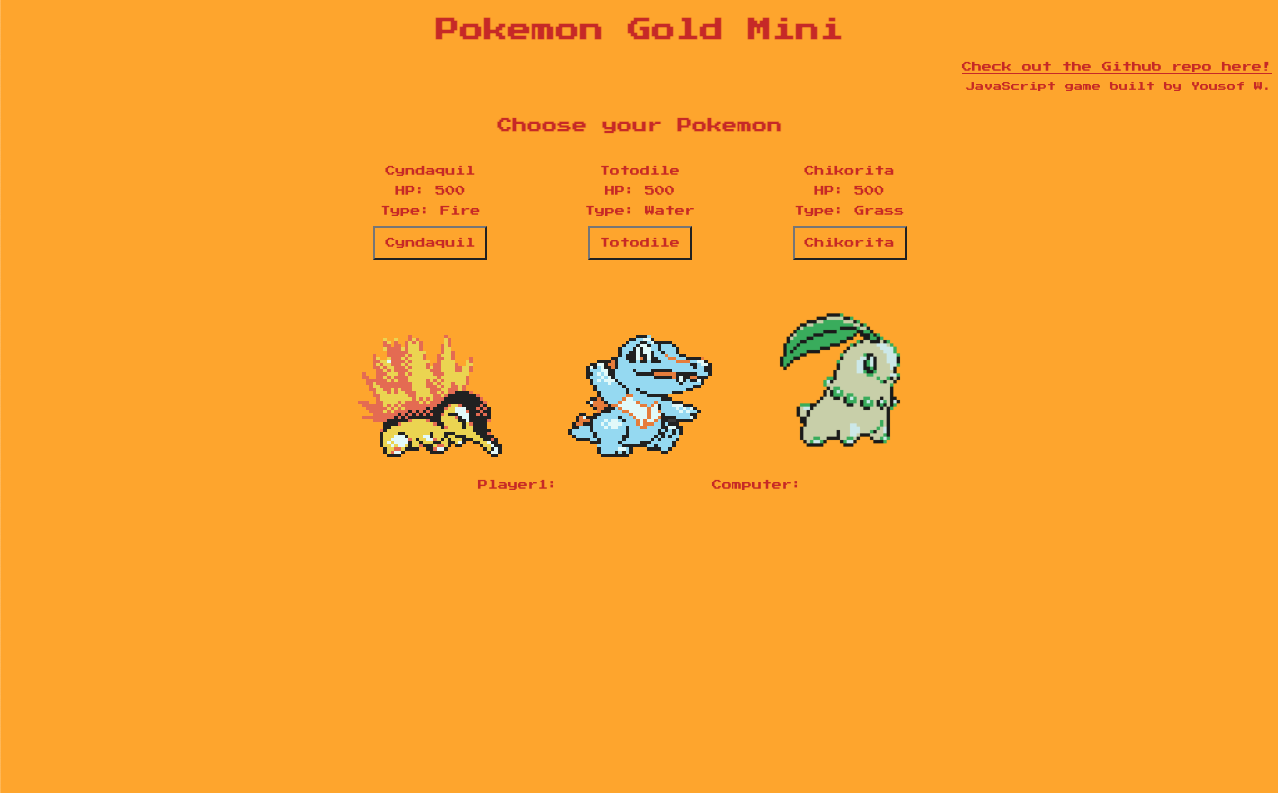 Pokemon Gold Mini
Check out the Github repo here!
JavaScript game built by Yousof W.
Choose your Pokemon
Cyndaquil
HP: 500
Type: Fire
Cyndaquil
Totodile
HP: 500
Type: Water
Totodile
Chikorita
HP: 500
Type: Grass
Chikorita
Player1:
Computer: